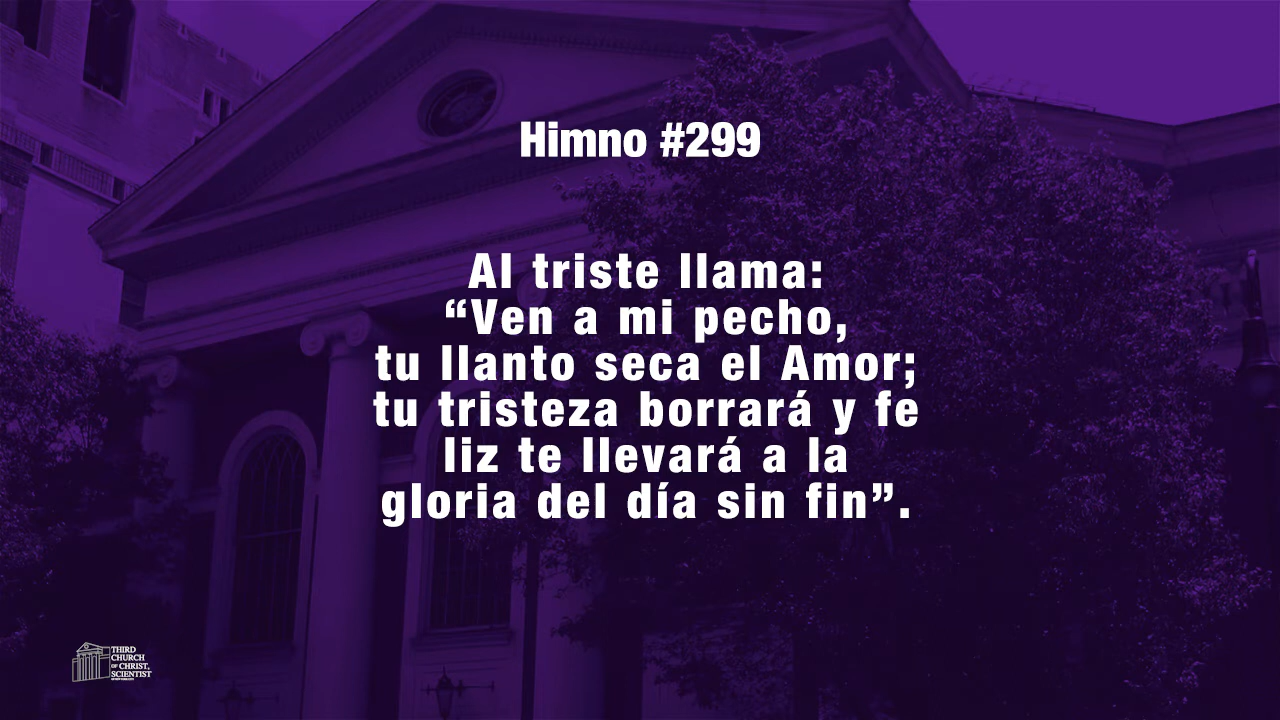 Himno #299
Al triste llama:
“Ven a mi pecho,
tu llanto seca el Amor;
tu tristeza borrará y fe
liz te llevará a la
gloria del día sin fin”.
THIRD
CHURCH
OF CHRIST,
SCIENTIST